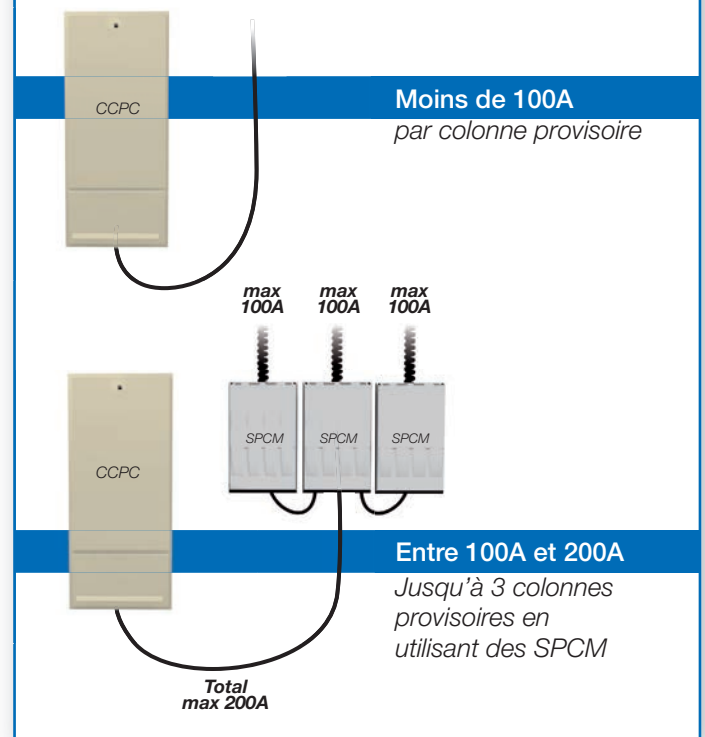 CCPC
Moins de 100A
par colonne provisoire
max
100A
max
100A
max
100A
SPCM
SPCM
SPCM
CCPC
Entre 100A et 200A
Jusqu'à 3 colonnes
provisoires en
utilisant des SPCM
Total
max 200A